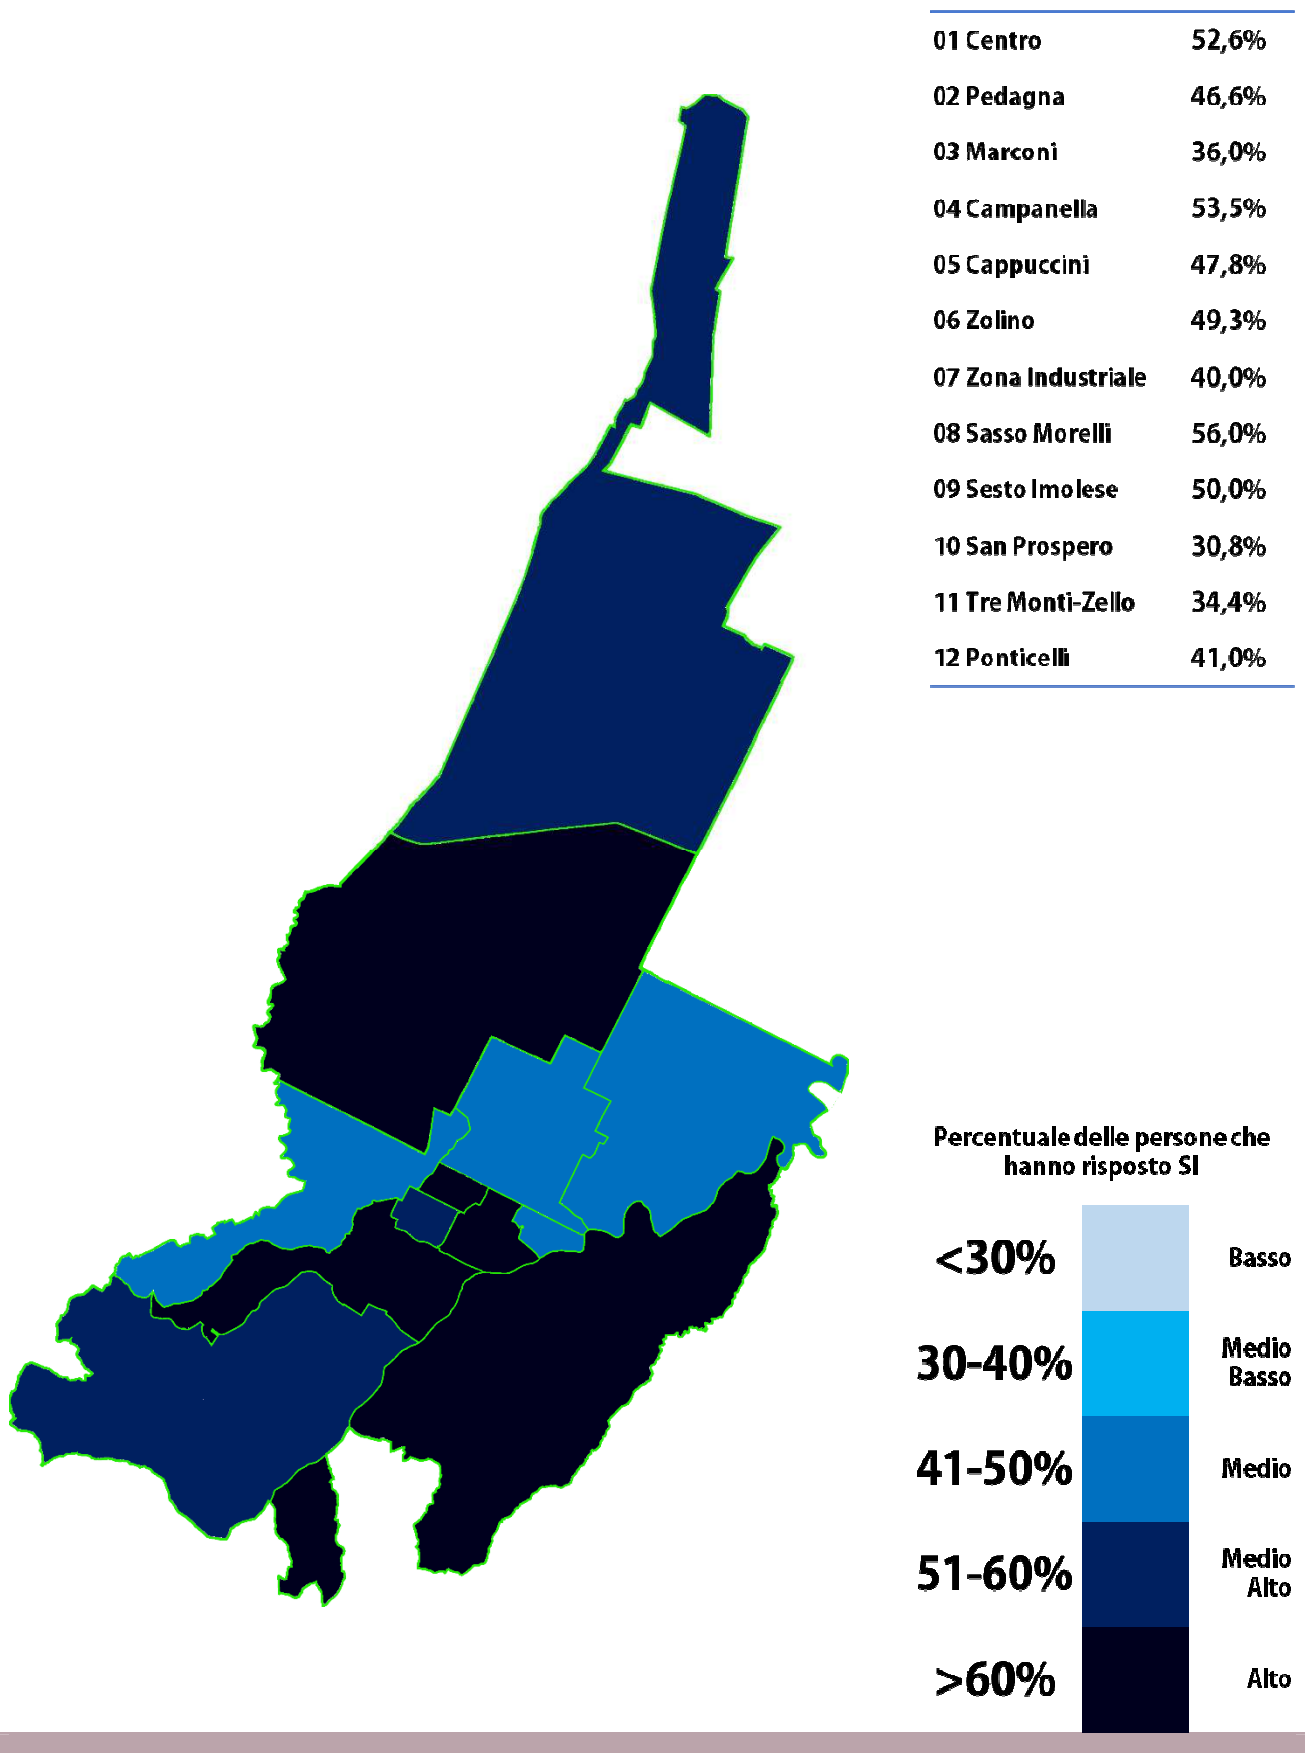 01 Centro 52,6%
02 Pedagna 46,6%
03 Marconi 36,0%
04 Campanella 53,5%
05 Cappuccini 47,8%
06 Zolino 49,3%
07 Zona Industriale 40,0%
08 Sasso Morelli 56,0%
09 Sesto Imolese 50,0%
10 San Prospero 30,8%
11 Tre Monti-Zello 34,4%
12 Ponticelli 41,0%
Percentuale delle persone che
hanno risposto SI
<30% Basso
30-40% Medio
Basso
41-50% Medio
51-60% Medio
Alto
>60% Alto